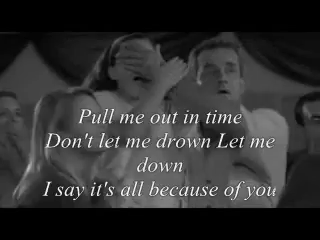 Pull me out in time
Don't let me drown Let me
down
I say it's all because of you